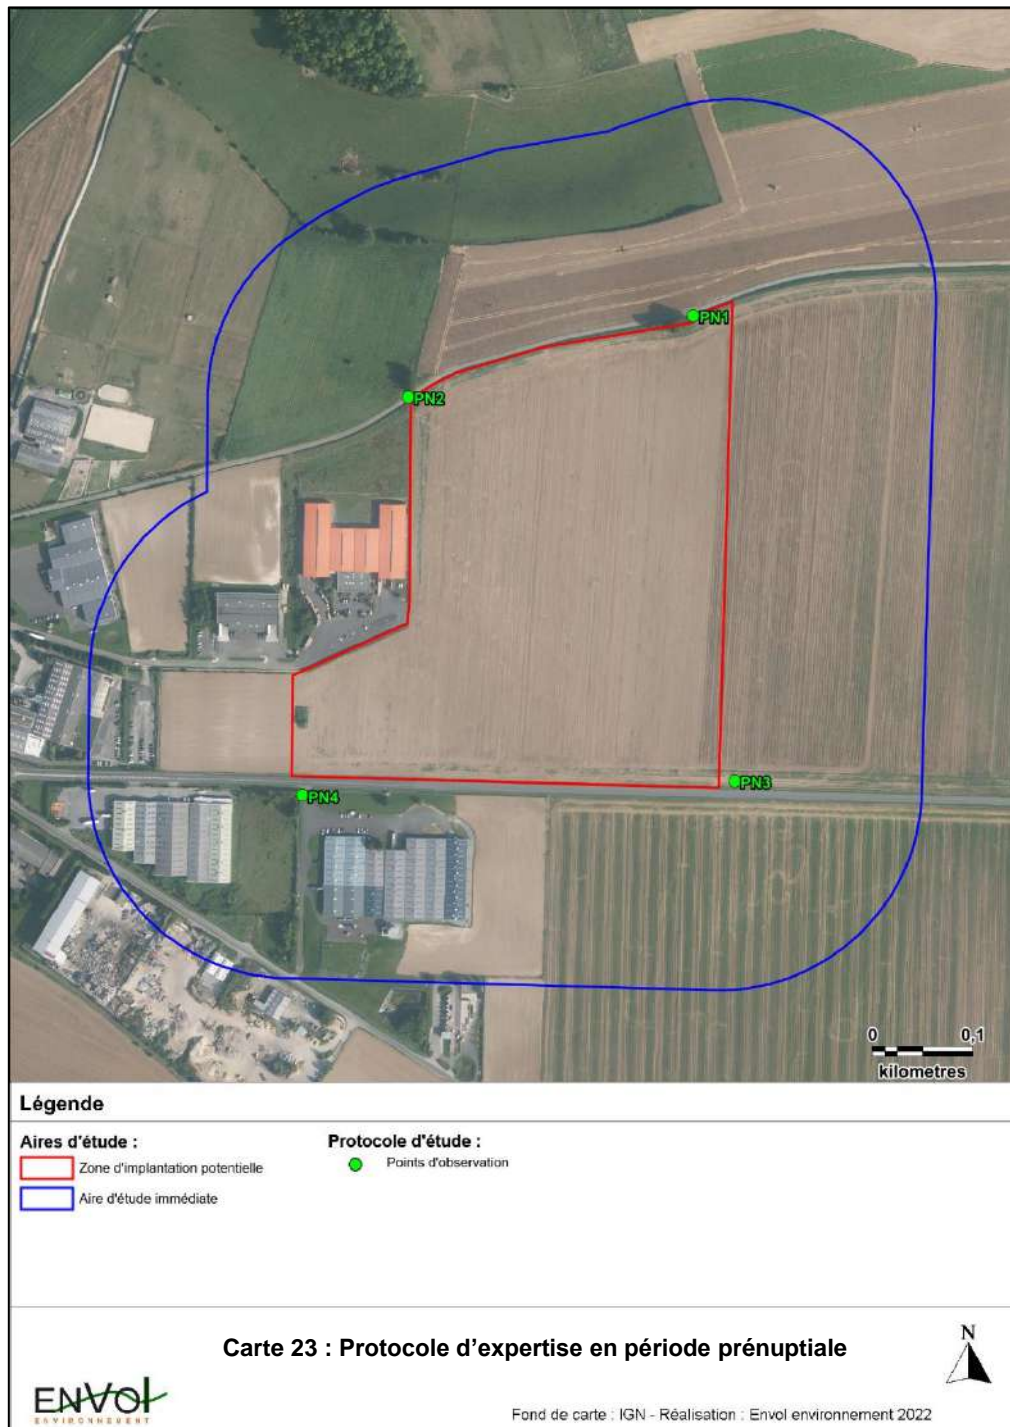 PN1
PN2
PN3
PN4
0 0,1
kilometres
Légende
Aires d'étude :
Zone d'implantation potentielle
Aire d'étude immédiate
Protocole d'étude :
Points d'observation
Carte 23 : Protocole d'expertise en période prénuptiale
N
ENVOl
ENVIRONNEMENT
Fond de carte : IGN - Réalisation : Envol environnement 2022